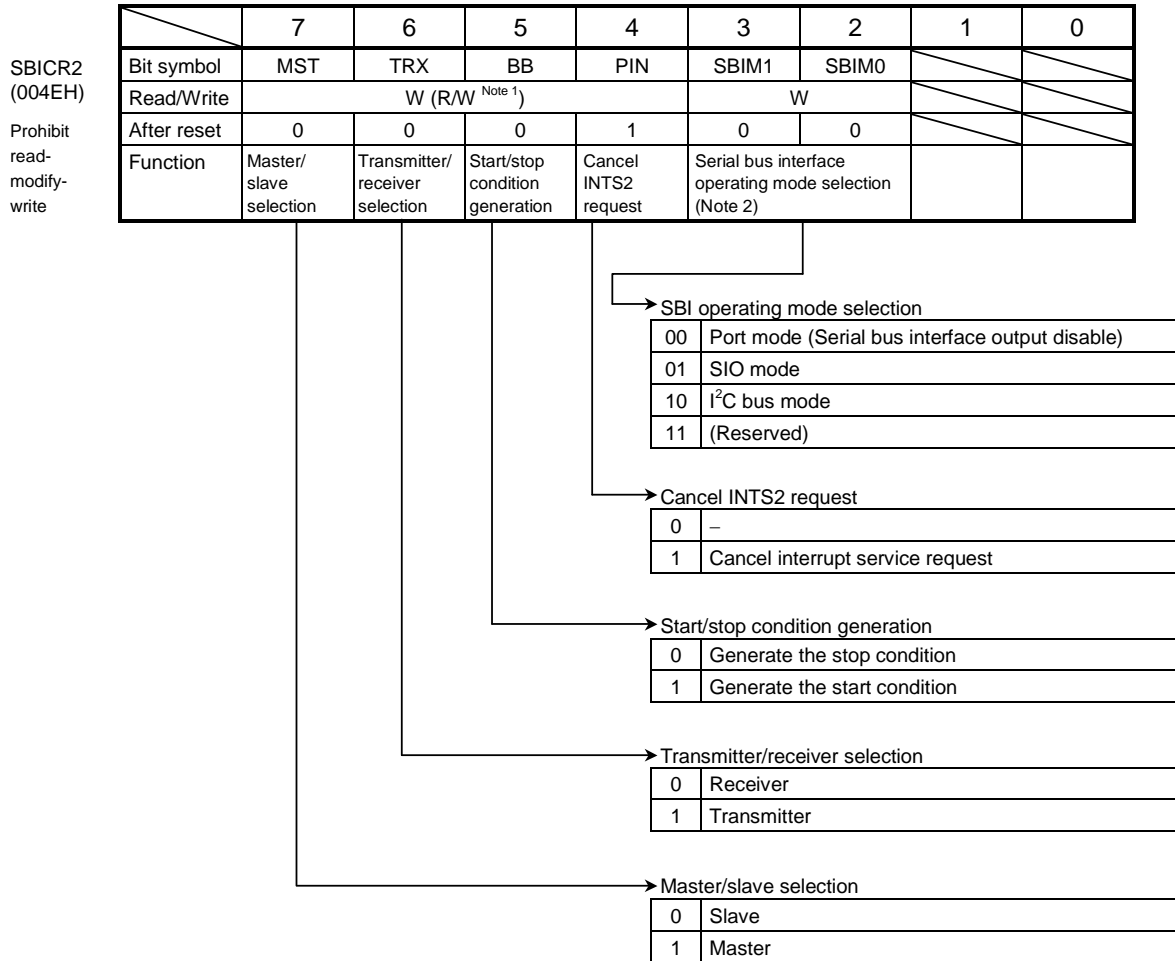 7 6 5 4 3 2 1 0
SBICR2
(004EH)
Prohibit
read-
modify-
write
Bit symbol MST TRX BB PIN SBIM1 SBIM0
Read/Write W (R/W Note 1) W
After reset 0 0 0 1 0 0
Function Master/ slave selection Transmitter/ receiver selection Start/stop condition generation Cancel INTS2 request Serial bus interface operating mode selection (Note 2)
SBI operating mode selection
00 Port mode (Serial bus interface output disable)
01 SIO mode
10 I²C bus mode
11 (Reserved)
Cancel INTS2 request
0 –
1 Cancel interrupt service request
Start/stop condition generation
0 Generate the stop condition
1 Generate the start condition
Transmitter/receiver selection
0 Receiver
1 Transmitter
Master/slave selection
0 Slave
1 Master